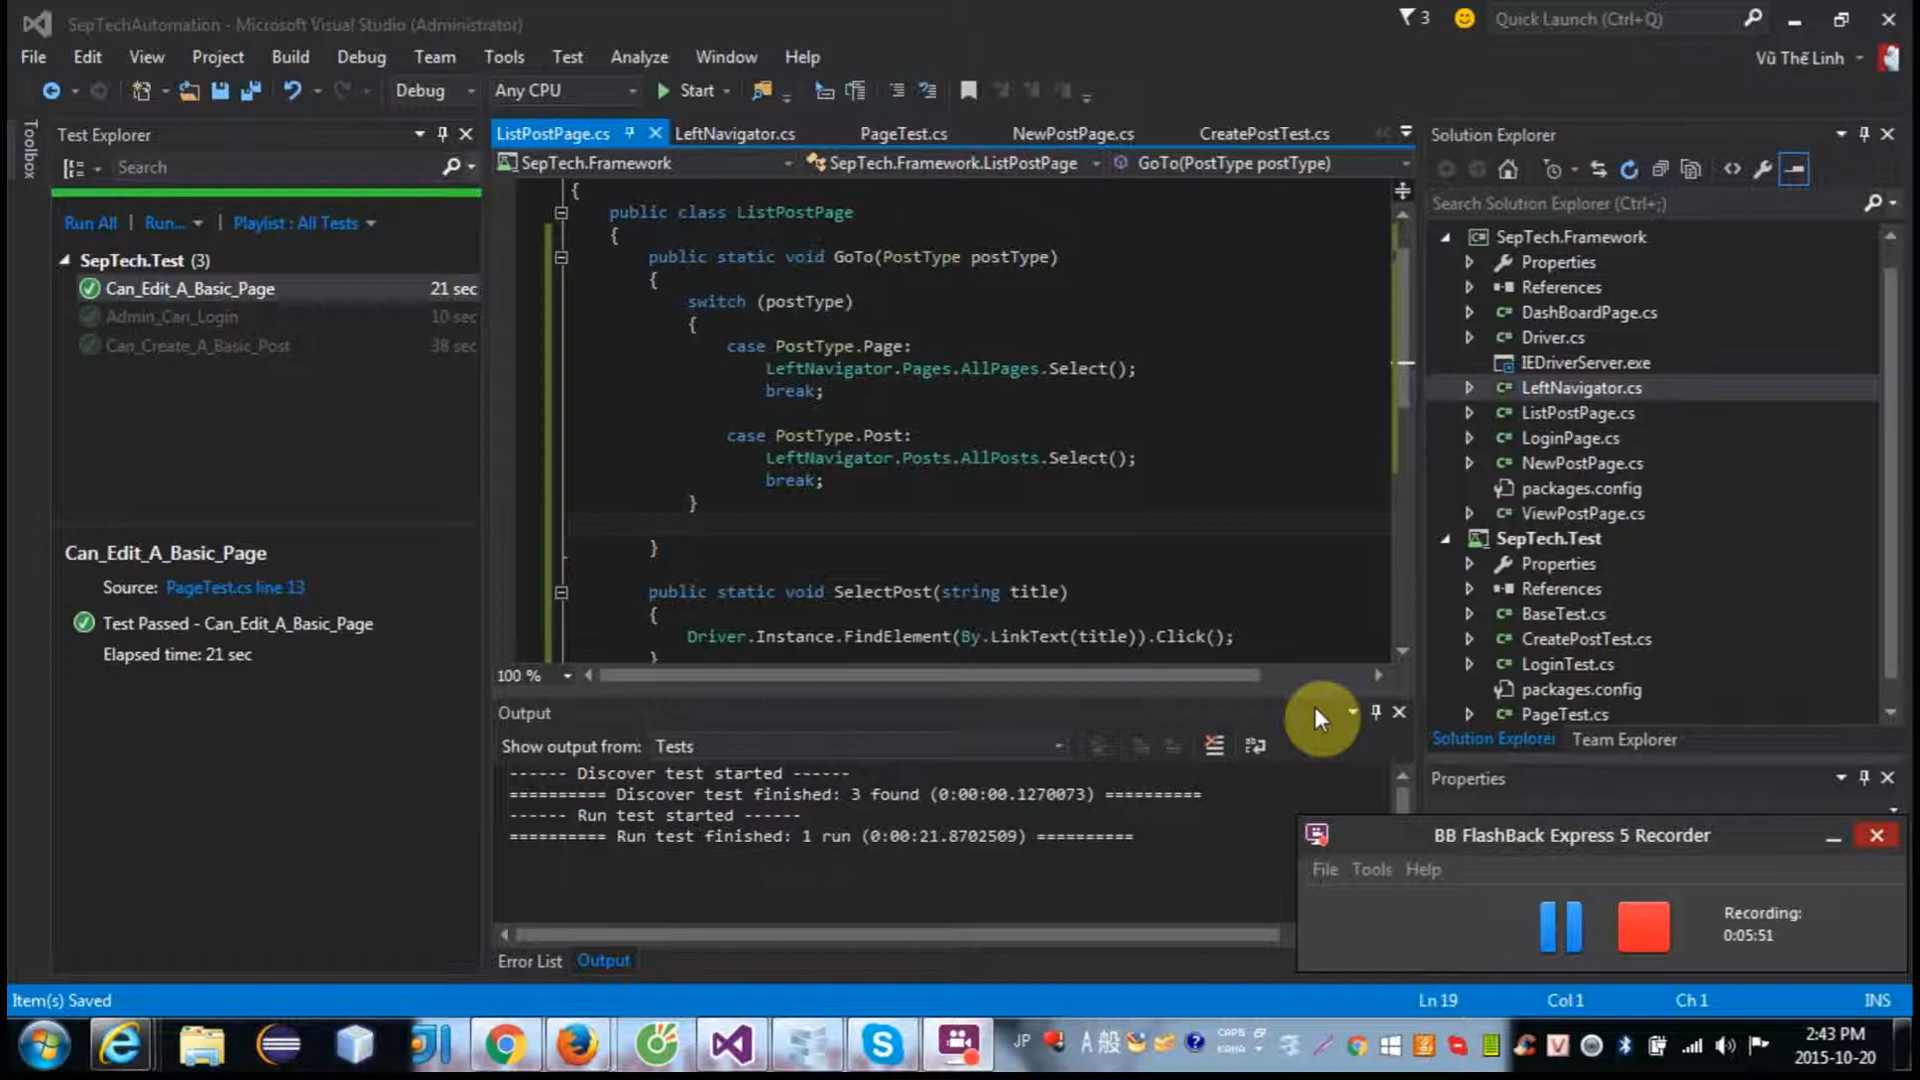 SepTechAutomation - Microsoft Visual Studio (Administrator)
3
Quick Launch (Ctrl+Q)
File Edit View Project Build Debug Team Tools Test Analyze Window Help
Vũ Thế Linh
Debug Any CPU Start
Toolbox
Test Explorer
Search
Run All | Run... | Playlist : All Tests
SepTech.Test (3)
Can_Edit_A_Basic_Page 21 sec
Admin_Can_Login 10 sec
Can_Create_A_Basic_Post 38 sec
Can_Edit_A_Basic_Page
Source: PageTest.cs line 13
Test Passed - Can_Edit_A_Basic_Page
Elapsed time: 21 sec
ListPostPage.cs LeftNavigator.cs PageTest.cs NewPostPage.cs CreatePostTest.cs
SepTech.Framework SepTech.Framework.ListPostPage GoTo(PostType postType)
{
public class ListPostPage
{
public static void GoTo(PostType postType)
{
switch (postType)
{
case PostType.Page:
LeftNavigator.Pages.AllPages.Select();
break;
case PostType.Post:
LeftNavigator.Posts.AllPosts.Select();
break;
}
}
public static void SelectPost(string title)
{
Driver.Instance.FindElement(By.LinkText(title)).Click();
}
100 %
Output
Show output from: Tests
------ Discover test started ------
========== Discover test finished: 3 found (0:00:00.1270073) ==========
------ Run test started ------
========== Run test finished: 1 run (0:00:21.8702509) ==========
Error List Output
Solution Explorer
Search Solution Explorer (Ctrl+;)
SepTech.Framework
Properties
References
DashBoardPage.cs
Driver.cs
IEDriverServer.exe
LeftNavigator.cs
ListPostPage.cs
LoginPage.cs
NewPostPage.cs
packages.config
ViewPostPage.cs
SepTech.Test
Properties
References
BaseTest.cs
CreatePostTest.cs
LoginTest.cs
packages.config
PageTest.cs
Solution Explorer Team Explorer
Properties
BB FlashBack Express 5 Recorder
File Tools Help
Recording:
0:05:51
Item(s) Saved Ln 19 Col 1 Ch 1 INS
JP A 般 CAPS KANA
2:43 PM
2015-10-20